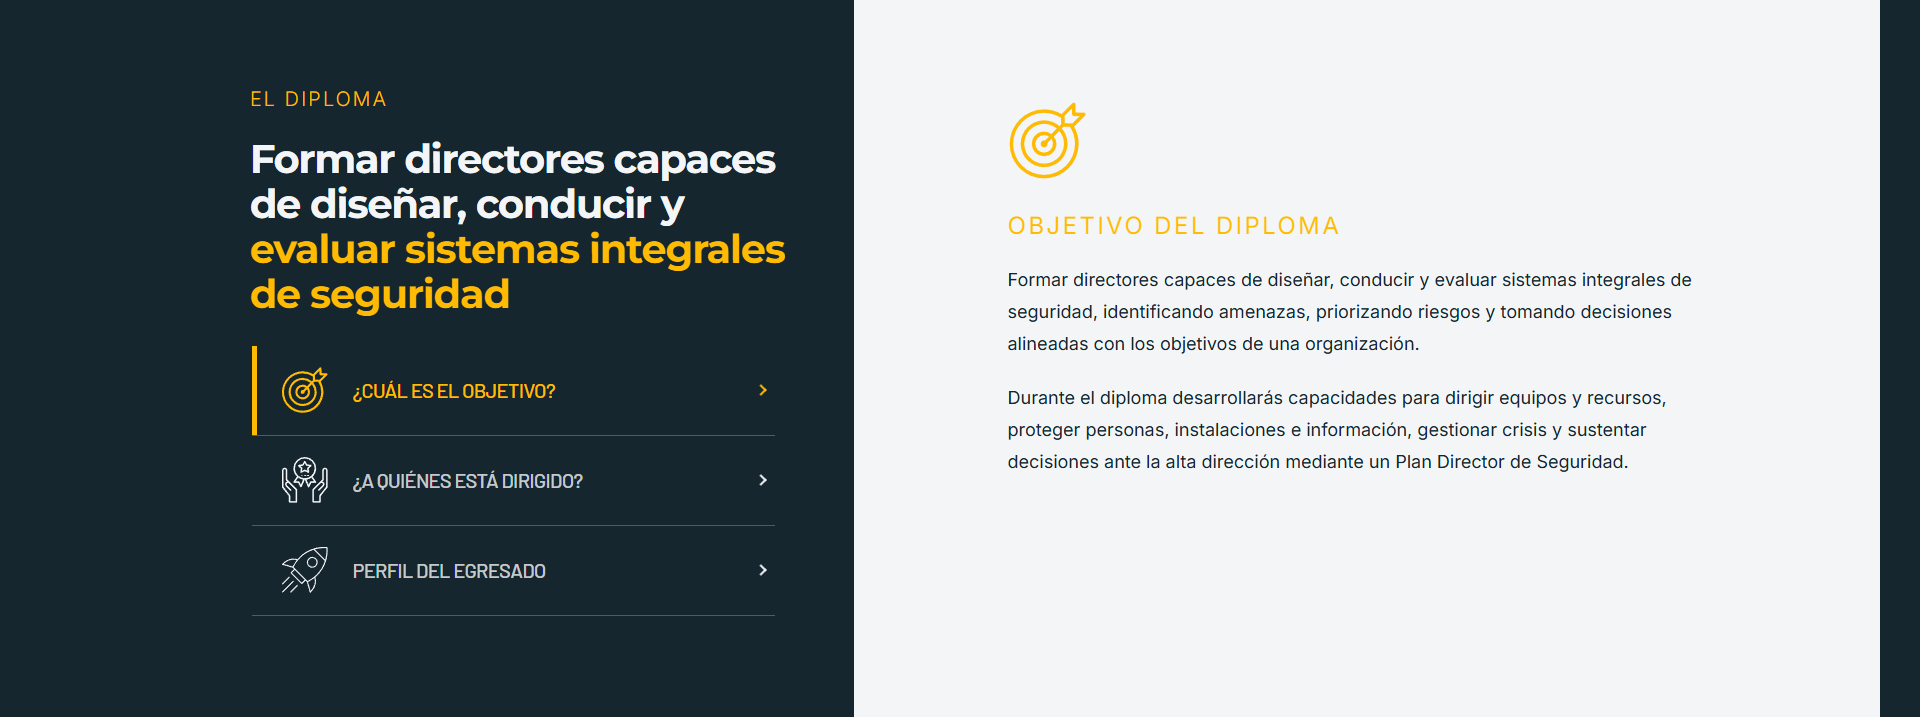 EL DIPLOMA
Formar directores capaces
de diseñar, conducir y
evaluar sistemas integrales
de seguridad
¿CUÁL ES EL OBJETIVO?
¿A QUIÉNES ESTÁ DIRIGIDO?
PERFIL DEL EGRESADO
OBJETIVO DEL DIPLOMA
Formar directores capaces de diseñar, conducir y evaluar sistemas integrales de
seguridad, identificando amenazas, priorizando riesgos y tomando decisiones
alineadas con los objetivos de una organización.
Durante el diploma desarrollarás capacidades para dirigir equipos y recursos,
proteger personas, instalaciones e información, gestionar crisis y sustentar
decisiones ante la alta dirección mediante un Plan Director de Seguridad.